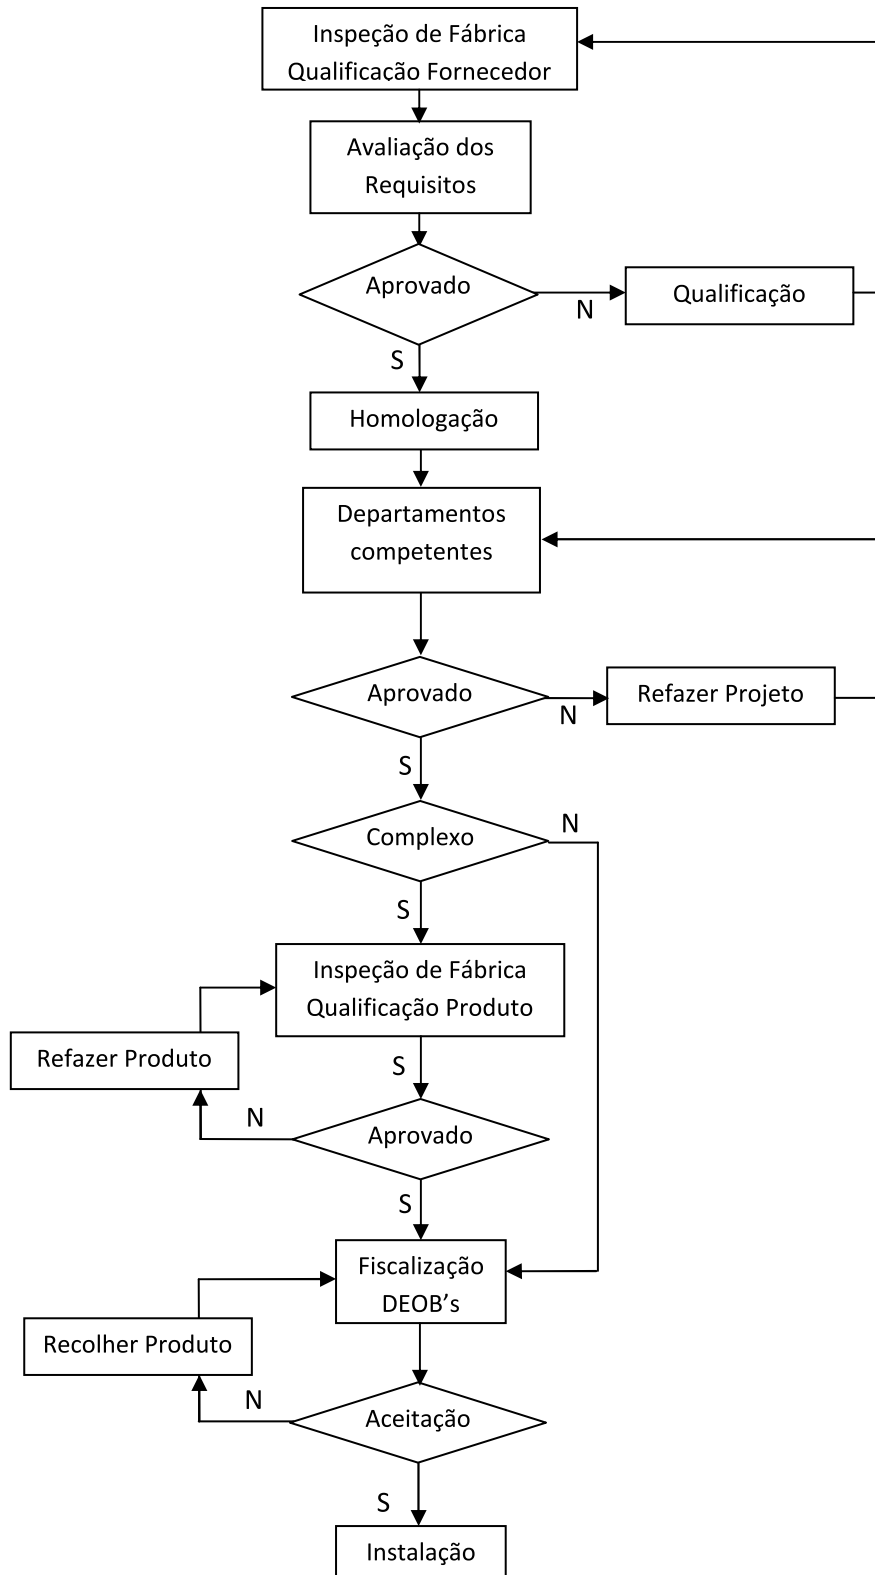 Inspeção de Fábrica
Qualificação Fornecedor
Avaliação dos
Requisitos
Aprovado
N
Qualificação
S
Homologação
Departamentos
competentes
Aprovado
N
Refazer Projeto
S
Complexo
N
S
Inspeção de Fábrica
Qualificação Produto
Refazer Produto
S
N
Aprovado
S
Fiscalização
DEOB's
Recolher Produto
N
Aceitação
S
Instalação